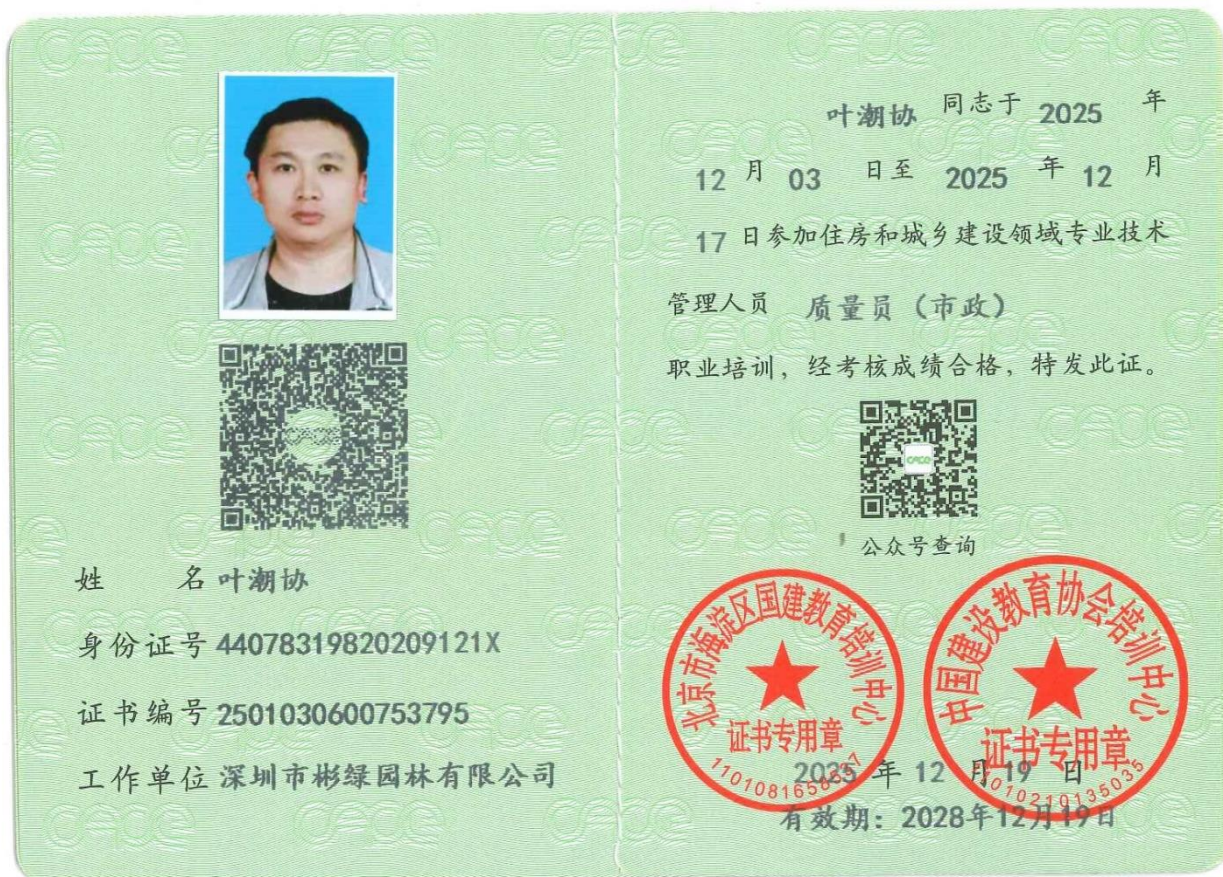 姓 名 叶潮协
身份证号 44078319820209121X
证书编号 2501030600753795
工作单位 深圳市彬绿园林有限公司
叶潮协 同志于 2025 年
12 月 03 日至 2025 年 12 月
17 日参加住房和城乡建设领域专业技术
管理人员 质量员（市政）
职业培训，经考核成绩合格，特发此证。
公众号查询
北京市海淀区国建教育培训中心
证书专用章
中国建设教育协会培训中心
证书专用章
2025 年 12 月 19 日
有效期：2028年12月19日